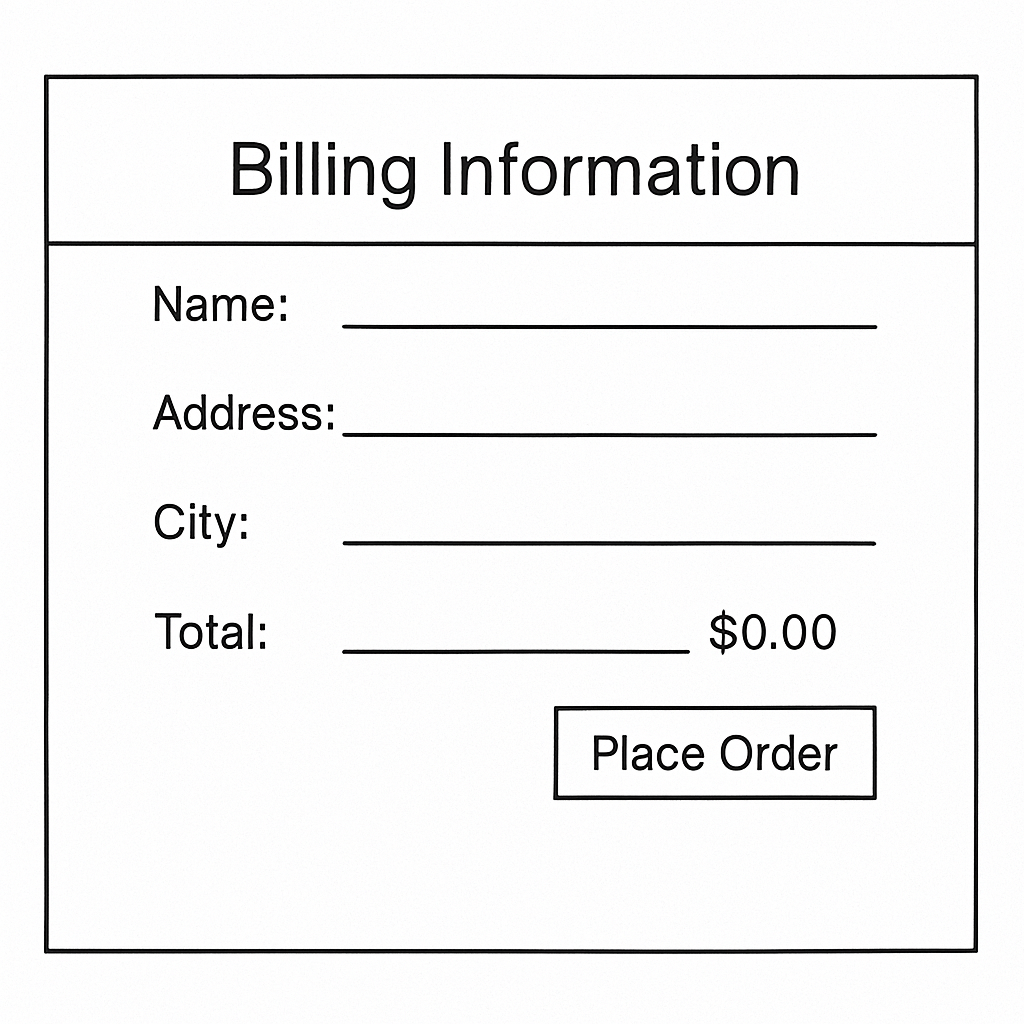 Billing Information
Name:
Address:
City:
Total: $0.00
Place Order